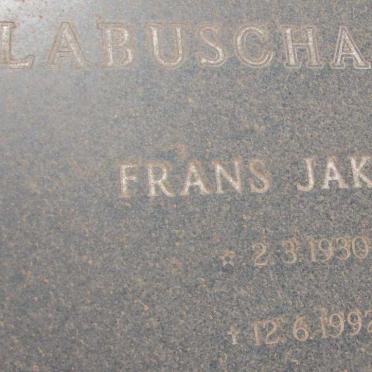 LABUSCHA
FRANS JAK
* 2.3.1930
† 12.6.199